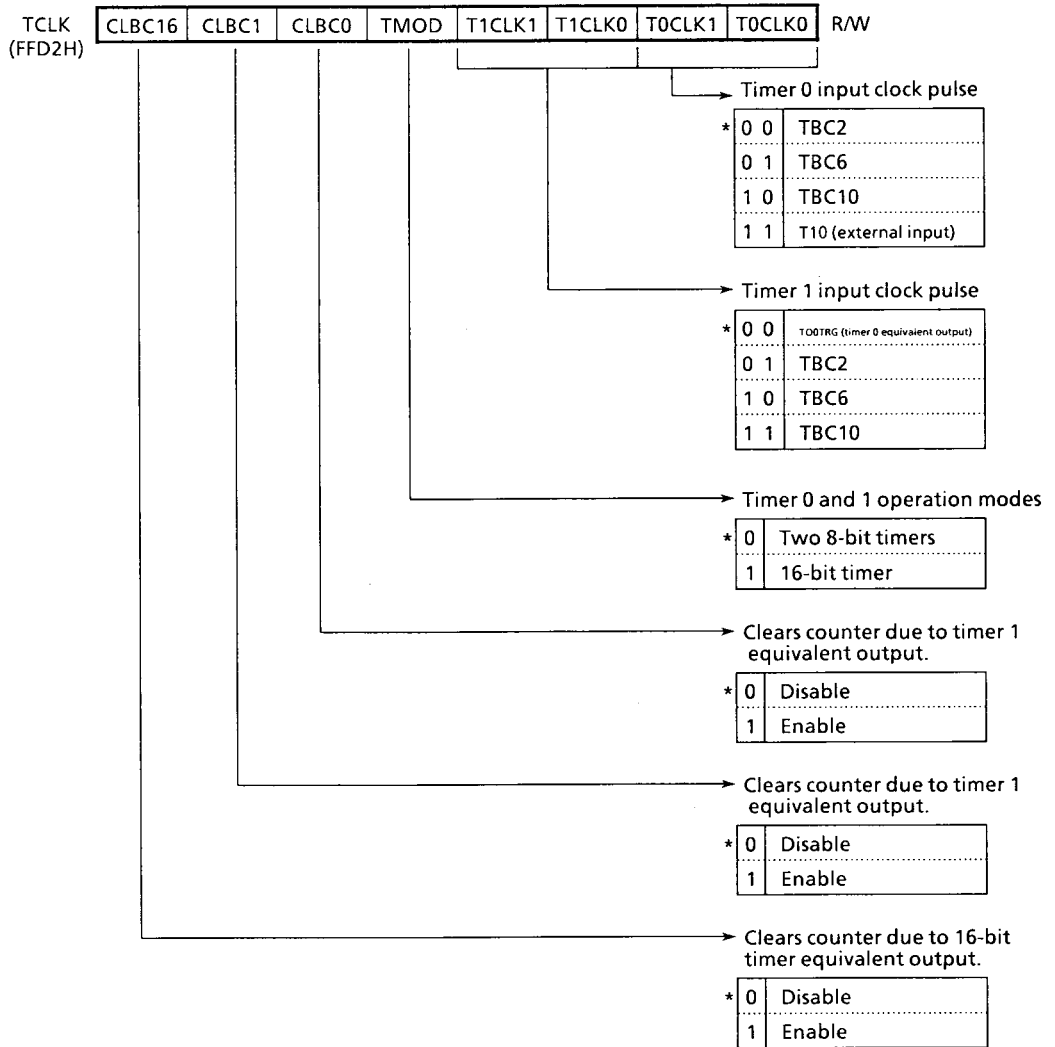 TCLK CLBC16 CLBC1 CLBC0 TMOD T1CLK1 T1CLK0 T0CLK1 T0CLK0 R/W
(FFD2H)
Timer 0 input clock pulse
* 0 0 TBC2
0 1 TBC6
1 0 TBC10
1 1 T10 (external input)
Timer 1 input clock pulse
* 0 0 TO0TRG (timer 0 equivaient output)
0 1 TBC2
1 0 TBC6
1 1 TBC10
Timer 0 and 1 operation modes
* 0 Two 8-bit timers
1 16-bit timer
Clears counter due to timer 1
equivalent output.
* 0 Disable
1 Enable
Clears counter due to timer 1
equivalent output.
* 0 Disable
1 Enable
Clears counter due to 16-bit
timer equivalent output.
* 0 Disable
1 Enable